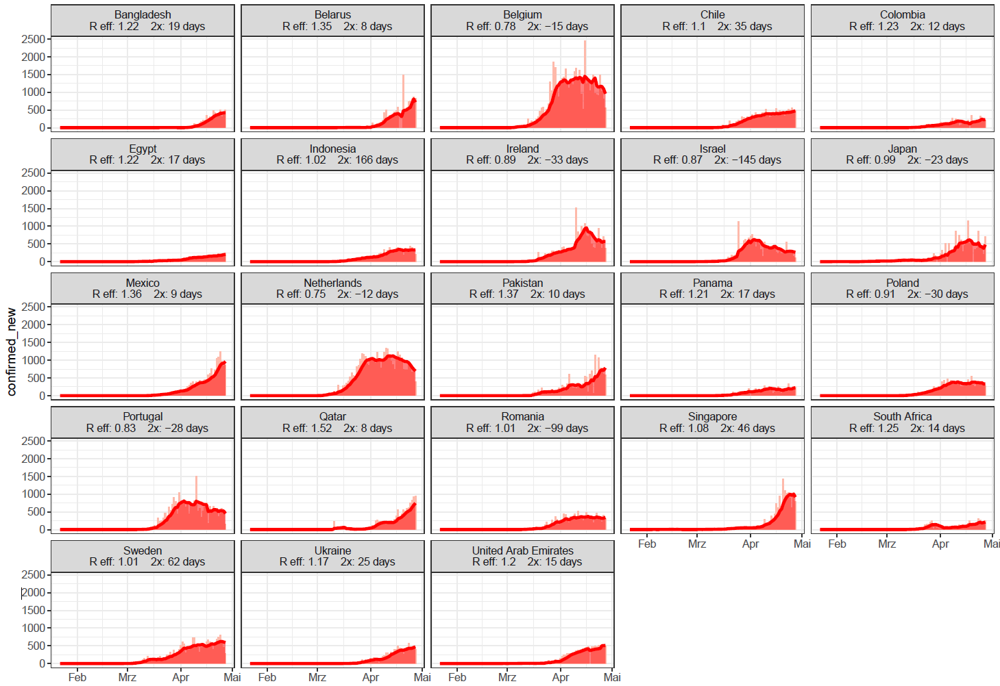 Bangladesh
R eff: 1.22 2x: 19 days
Belarus
R eff: 1.35 2x: 8 days
Belgium
R eff: 0.78 2x: −15 days
Chile
R eff: 1.1 2x: 35 days
Colombia
R eff: 1.23 2x: 12 days
2500
2000
1500
1000
500
0
Egypt
R eff: 1.22 2x: 17 days
Indonesia
R eff: 1.02 2x: 166 days
Ireland
R eff: 0.89 2x: −33 days
Israel
R eff: 0.87 2x: −145 days
Japan
R eff: 0.99 2x: −23 days
2500
2000
1500
1000
500
0
Mexico
R eff: 1.36 2x: 9 days
Netherlands
R eff: 0.75 2x: −12 days
Pakistan
R eff: 1.37 2x: 10 days
Panama
R eff: 1.21 2x: 17 days
Poland
R eff: 0.91 2x: −30 days
confirmed_new
2500
2000
1500
1000
500
0
Portugal
R eff: 0.83 2x: −28 days
Qatar
R eff: 1.52 2x: 8 days
Romania
R eff: 1.01 2x: −99 days
Singapore
R eff: 1.08 2x: 46 days
South Africa
R eff: 1.25 2x: 14 days
2500
2000
1500
1000
500
0
Feb Mrz Apr Mai
Feb Mrz Apr Mai
Sweden
R eff: 1.01 2x: 62 days
Ukraine
R eff: 1.17 2x: 25 days
United Arab Emirates
R eff: 1.2 2x: 15 days
2500
2000
1500
1000
500
0
Feb Mrz Apr Mai
Feb Mrz Apr Mai
Feb Mrz Apr Mai